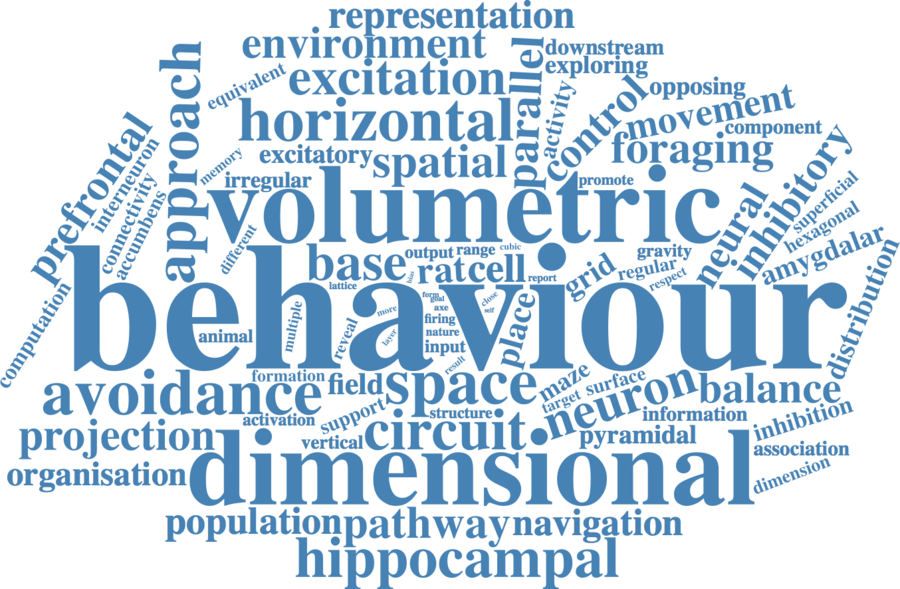 representation
environment
downstream
exploring
equivalent
excitation
parallel
activity
control
opposing
approach
horizontal
movement
component
prefrontal
interneuron
memory
excitatory
spatial
foraging
inhibitory
connectivity
accumbens
irregular
volumetric
promote
neural
superficial
hexagonal
different
base
output
range
cubic
gravity
amygdalar
rat
cell
bias
lattice
report
grid
regular
respect
behaviour
distribution
computation
animal
multiple
reveal
more
layer
form
goal
axe
firing
nature
input
result
close
self
place
avoidance
formation
field
space
maze
target
surface
neuron
balance
activation
support
structure
information
inhibition
projection
vertical
circuit
pyramidal
association
organisation
dimensional
dimension
population
pathway
navigation
hippocampal